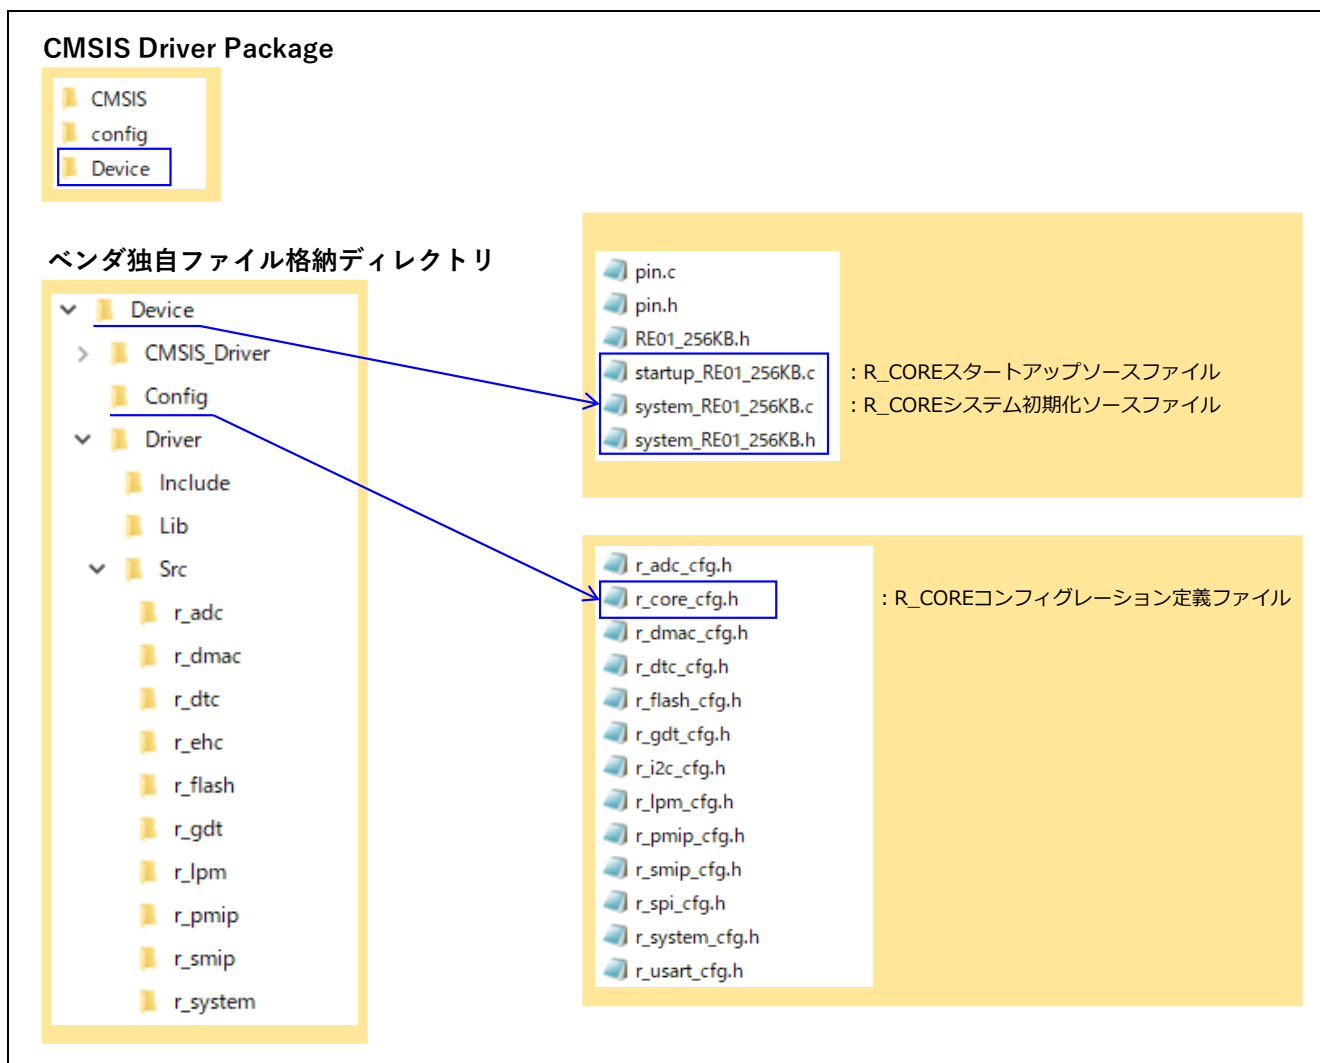 CMSIS Driver Package
CMSIS
config
Device
ベンダ独自ファイル格納ディレクトリ
Device
CMSIS_Driver
Config
Driver
Include
Lib
Src
r_adc
r_dmac
r_dtc
r_ehc
r_flash
r_gdt
r_lpm
r_pmip
r_smip
r_system
pin.c
pin.h
RE01_256KB.h
startup_RE01_256KB.c ：R_COREスタートアップソースファイル
system_RE01_256KB.c ：R_COREシステム初期化ソースファイル
system_RE01_256KB.h
r_adc_cfg.h
r_core_cfg.h ：R_COREコンフィグレーション定義ファイル
r_dmac_cfg.h
r_dtc_cfg.h
r_flash_cfg.h
r_gdt_cfg.h
r_i2c_cfg.h
r_lpm_cfg.h
r_pmip_cfg.h
r_smip_cfg.h
r_spi_cfg.h
r_system_cfg.h
r_usart_cfg.h